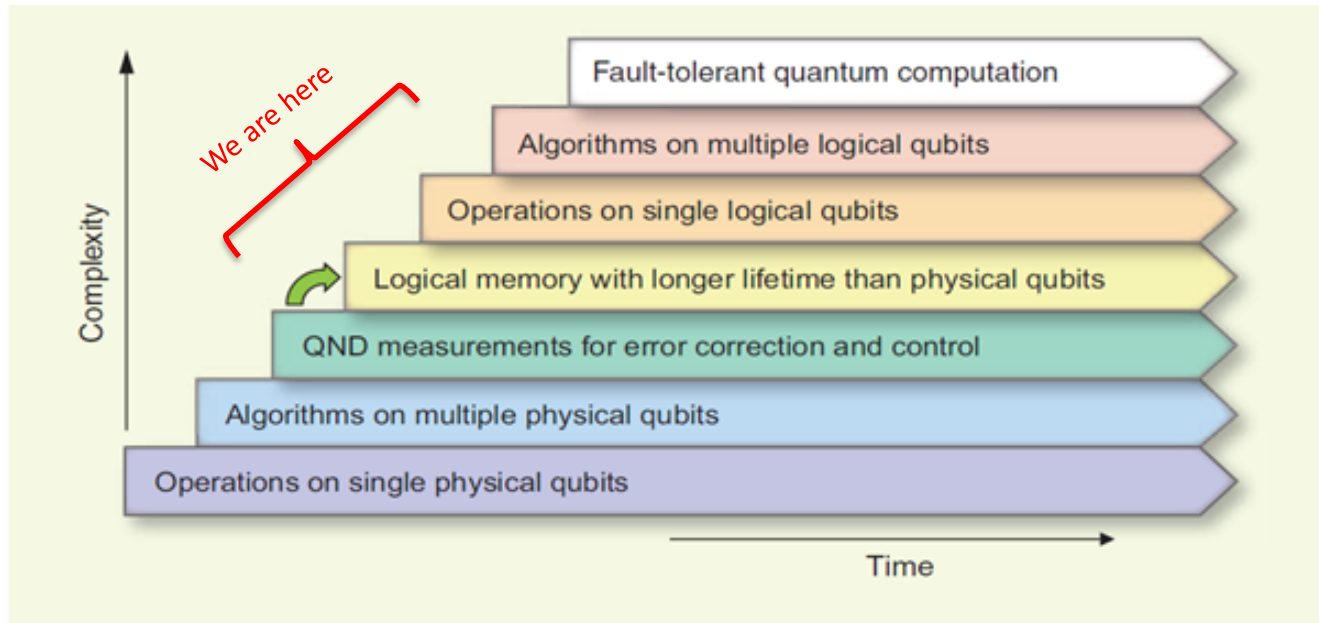 We are here
Fault-tolerant quantum computation
Algorithms on multiple logical qubits
Operations on single logical qubits
Logical memory with longer lifetime than physical qubits
QND measurements for error correction and control
Algorithms on multiple physical qubits
Operations on single physical qubits
Complexity
Time